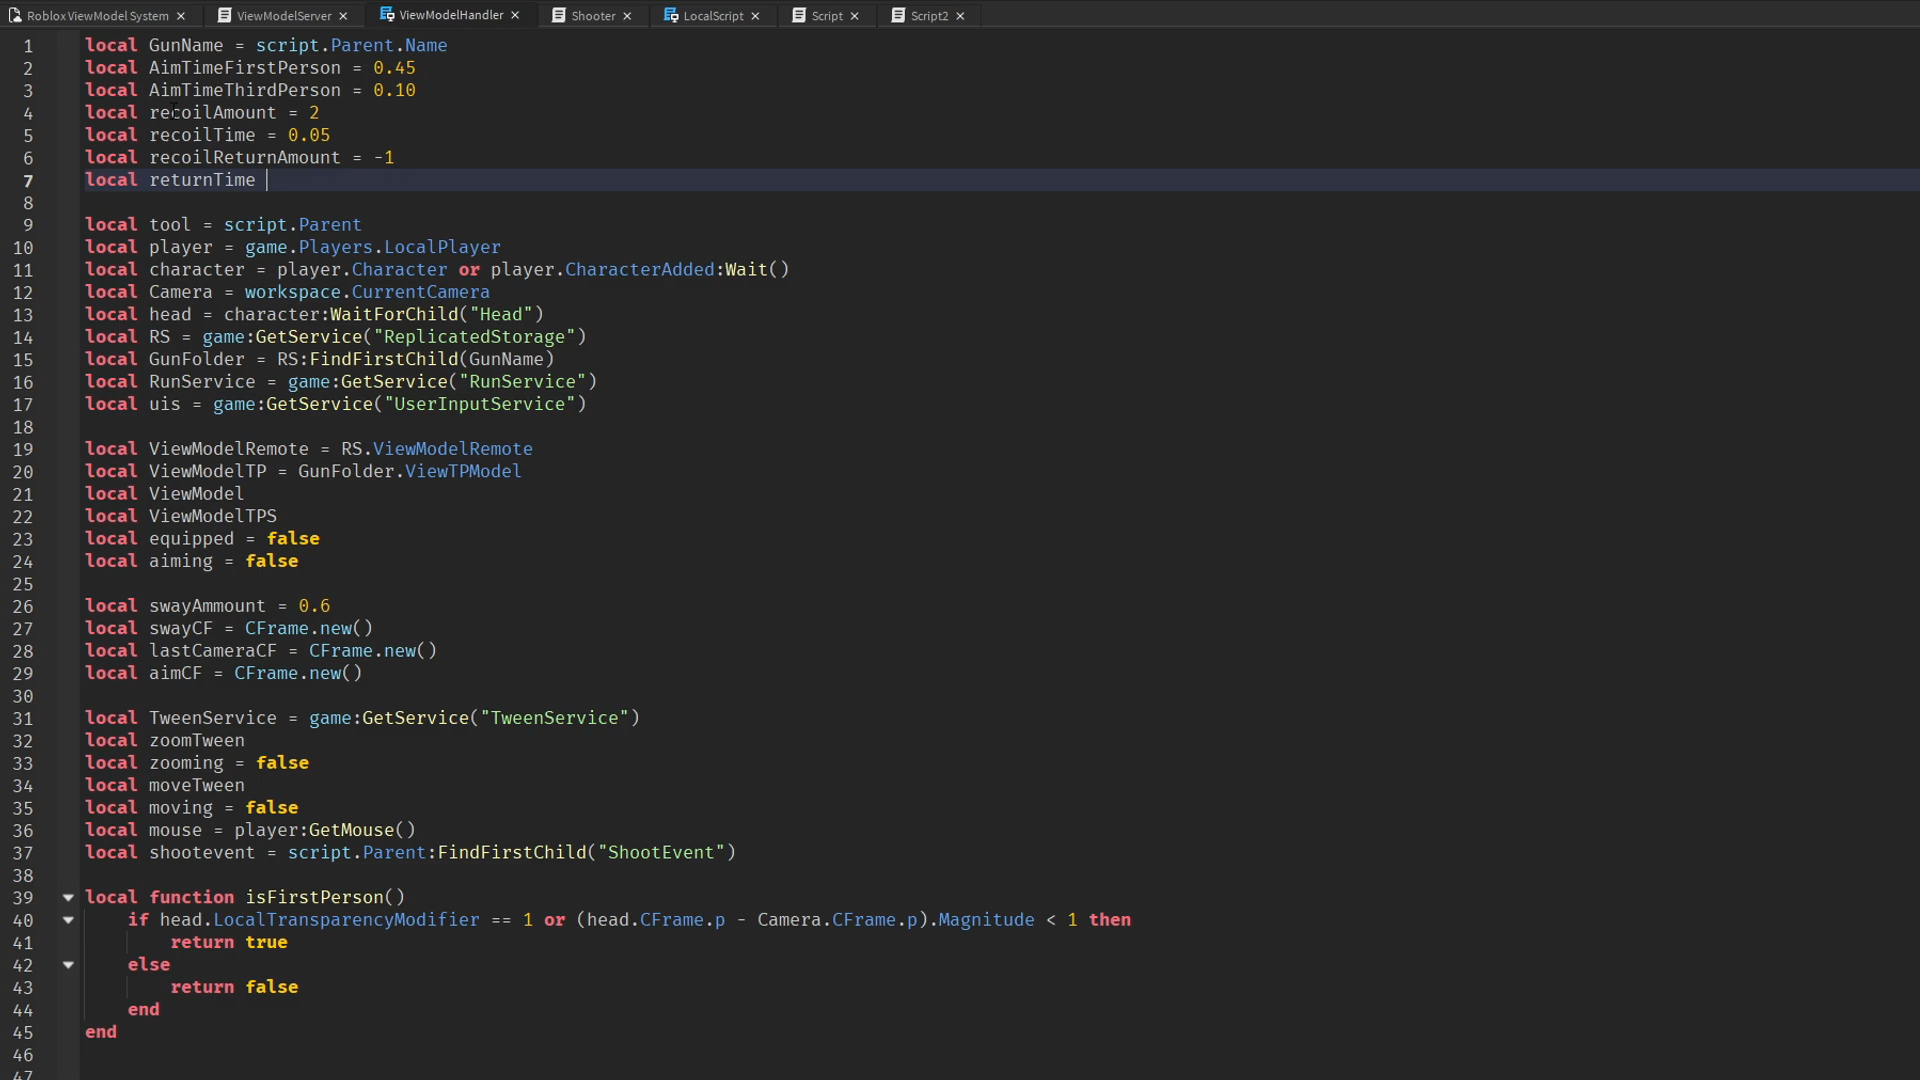 Roblox ViewModel System × ViewModelServer × ViewModelHandler × Shooter × LocalScript × Script × Script2 ×
1 local GunName = script.Parent.Name
2 local AimTimeFirstPerson = 0.45
3 local AimTimeThirdPerson = 0.10
4 local recoilAmount = 2
5 local recoilTime = 0.05
6 local recoilReturnAmount = -1
7 local returnTime
8
9 local tool = script.Parent
10 local player = game.Players.LocalPlayer
11 local character = player.Character or player.CharacterAdded:Wait()
12 local Camera = workspace.CurrentCamera
13 local head = character:WaitForChild("Head")
14 local RS = game:GetService("ReplicatedStorage")
15 local GunFolder = RS:FindFirstChild(GunName)
16 local RunService = game:GetService("RunService")
17 local uis = game:GetService("UserInputService")
18
19 local ViewModelRemote = RS.ViewModelRemote
20 local ViewModelTP = GunFolder.ViewTPModel
21 local ViewModel
22 local ViewModelTPS
23 local equipped = false
24 local aiming = false
25
26 local swayAmmount = 0.6
27 local swayCF = CFrame.new()
28 local lastCameraCF = CFrame.new()
29 local aimCF = CFrame.new()
30
31 local TweenService = game:GetService("TweenService")
32 local zoomTween
33 local zooming = false
34 local moveTween
35 local moving = false
36 local mouse = player:GetMouse()
37 local shootevent = script.Parent:FindFirstChild("ShootEvent")
38
39 local function isFirstPerson()
40 if head.LocalTransparencyModifier == 1 or (head.CFrame.p - Camera.CFrame.p).Magnitude < 1 then
41 return true
42 else
43 return false
44 end
45 end
46
47